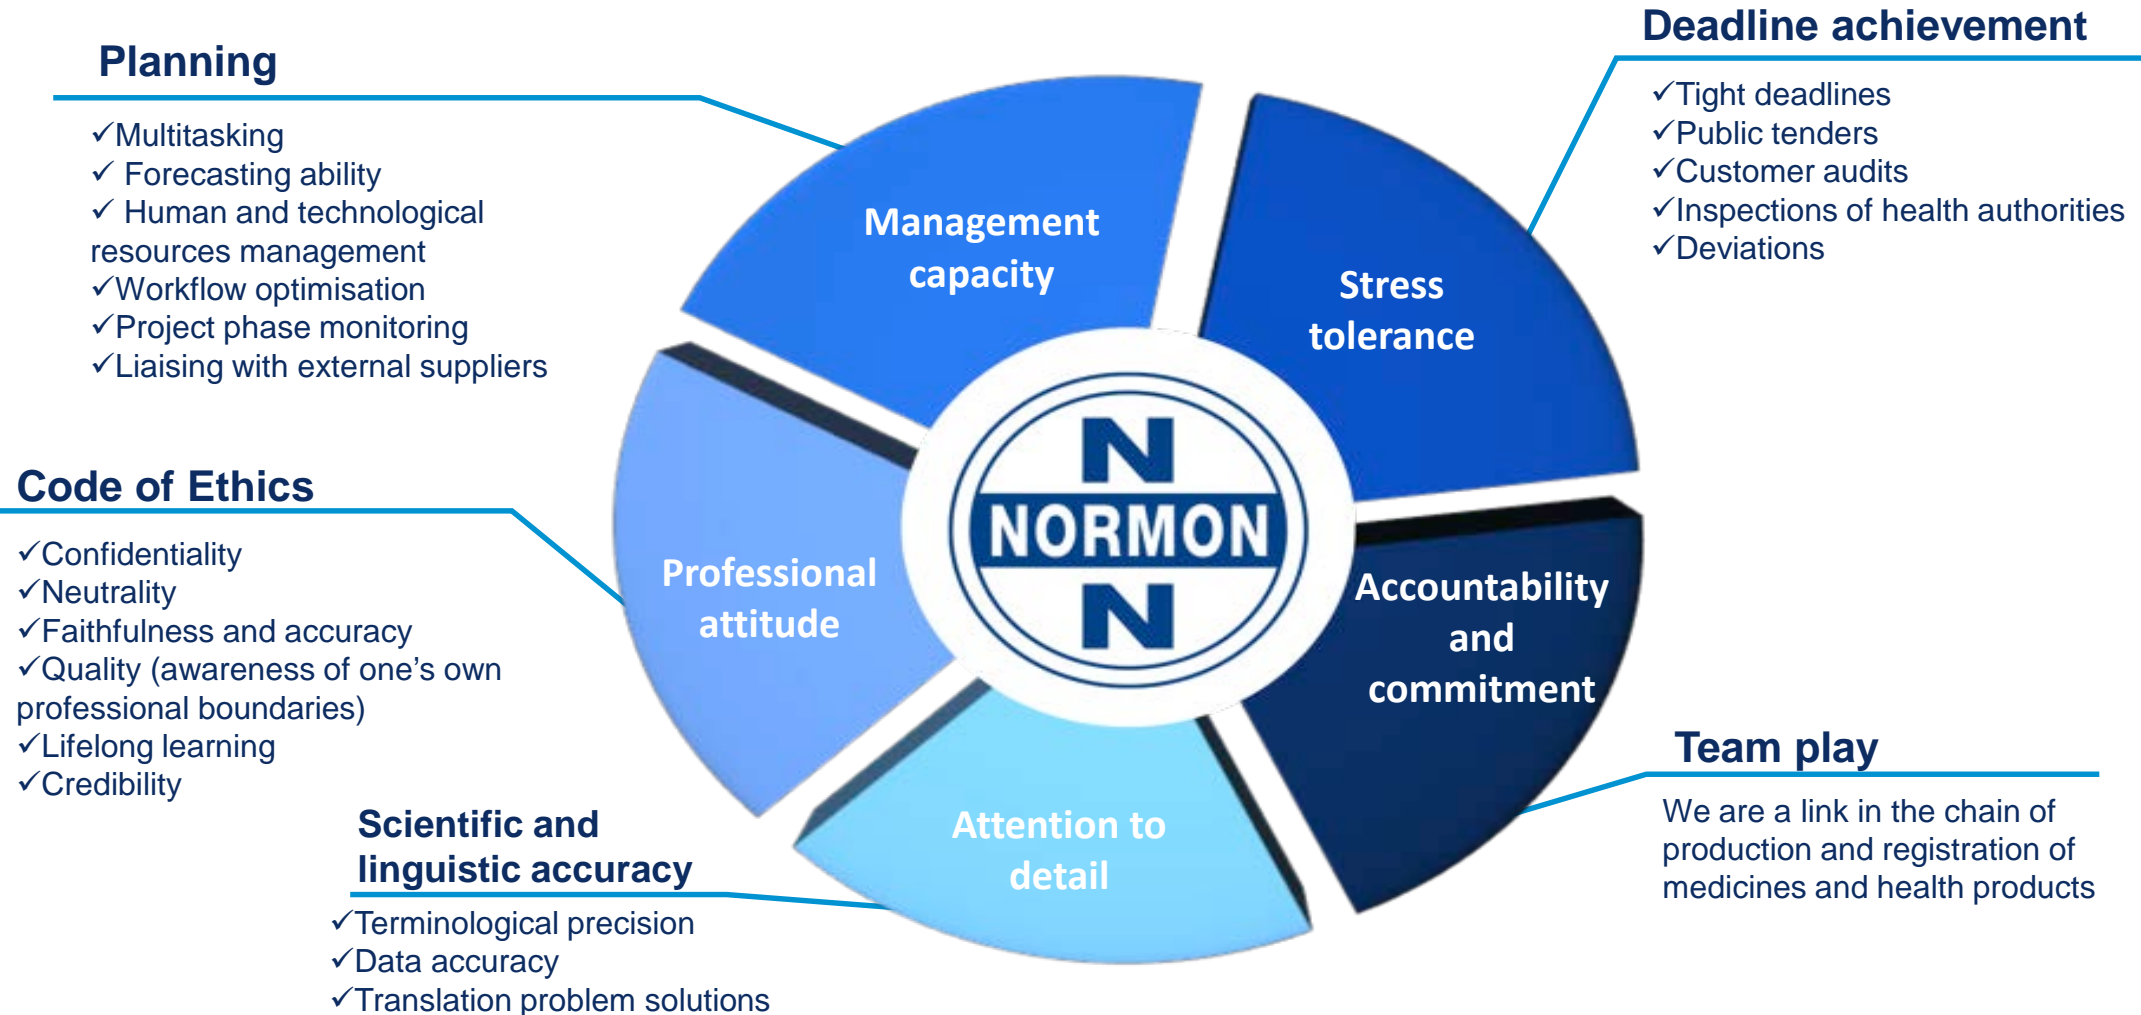 Planning
✓Multitasking
✓ Forecasting ability
✓ Human and technological
resources management
✓Workflow optimisation
✓Project phase monitoring
✓Liaising with external suppliers
Deadline achievement
✓Tight deadlines
✓Public tenders
✓Customer audits
✓Inspections of health authorities
✓Deviations
Management
capacity
Stress
tolerance
Code of Ethics
✓Confidentiality
✓Neutrality
✓Faithfulness and accuracy
✓Quality (awareness of one’s own
professional boundaries)
✓Lifelong learning
✓Credibility
Professional
attitude
N
NORMON
N
Accountability
and
commitment
Team play
We are a link in the chain of
production and registration of
medicines and health products
Attention to
detail
Scientific and
linguistic accuracy
✓Terminological precision
✓Data accuracy
✓Translation problem solutions